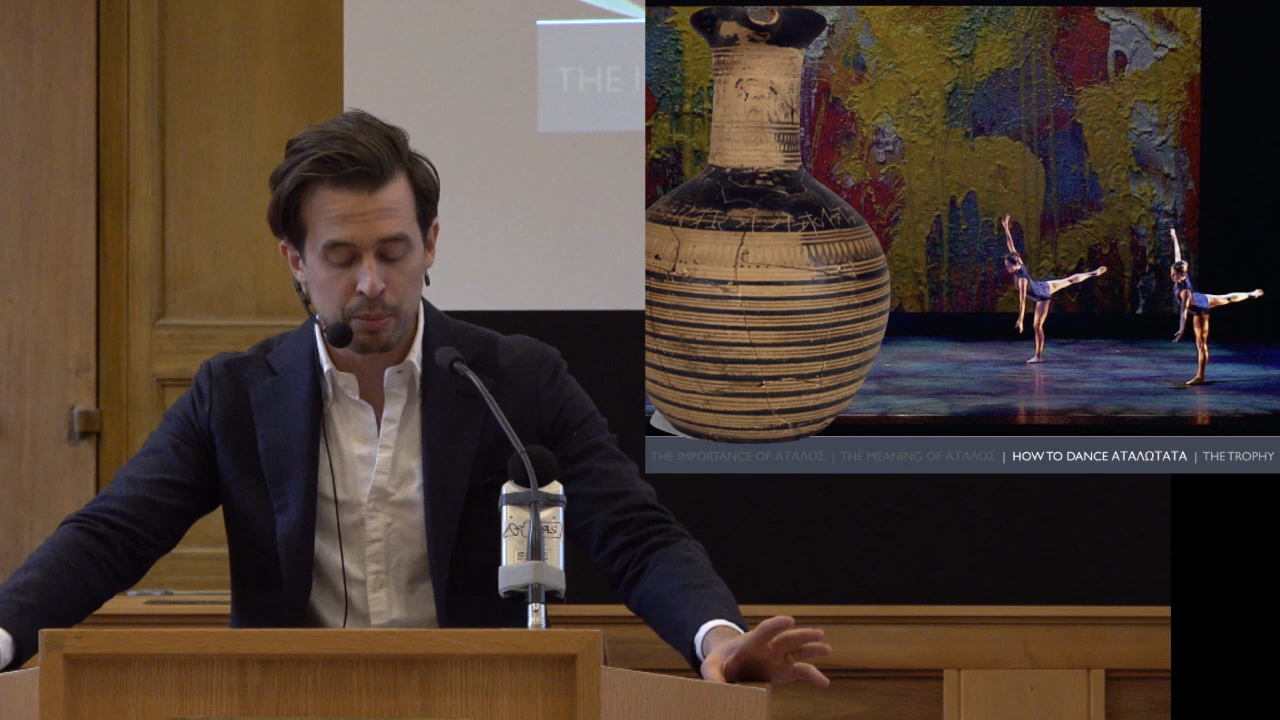 THE I
THE IMPORTANCE OF ΑΤΑΛΟΣ | THE MEANING OF ΑΤΑΛΟΣ | HOW TO DANCE ΑΤΑΛΩΤΑΤΑ | THE TROPHY